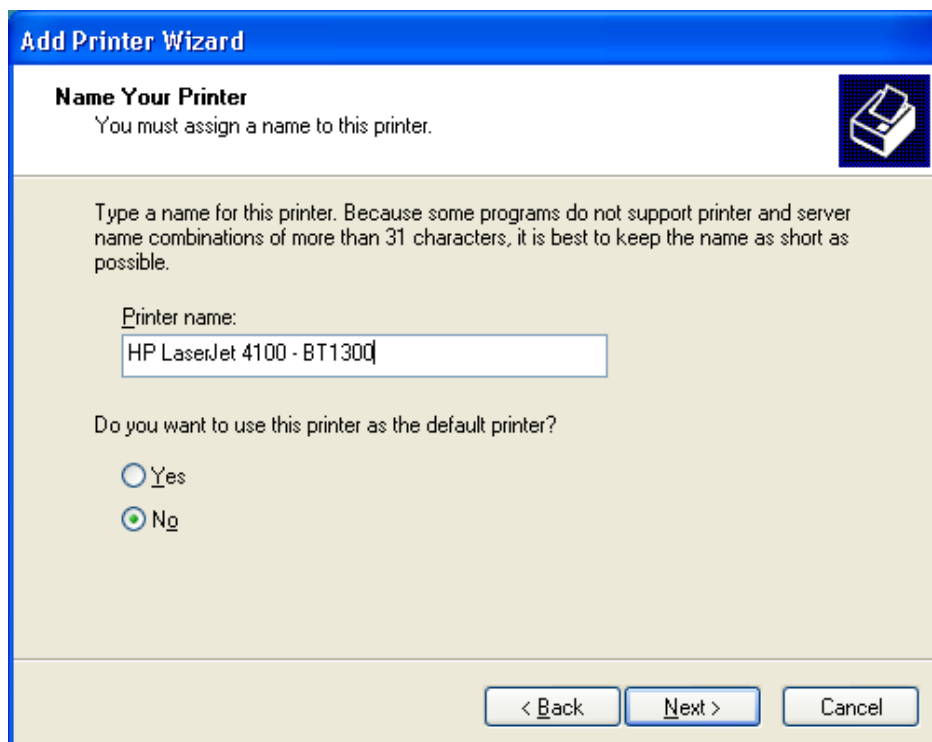 Add Printer Wizard
Name Your Printer
You must assign a name to this printer.
Type a name for this printer. Because some programs do not support printer and server
name combinations of more than 31 characters, it is best to keep the name as short as
possible.
Printer name:
HP LaserJet 4100 - BT1300
Do you want to use this printer as the default printer?
Yes
No
< Back Next > Cancel